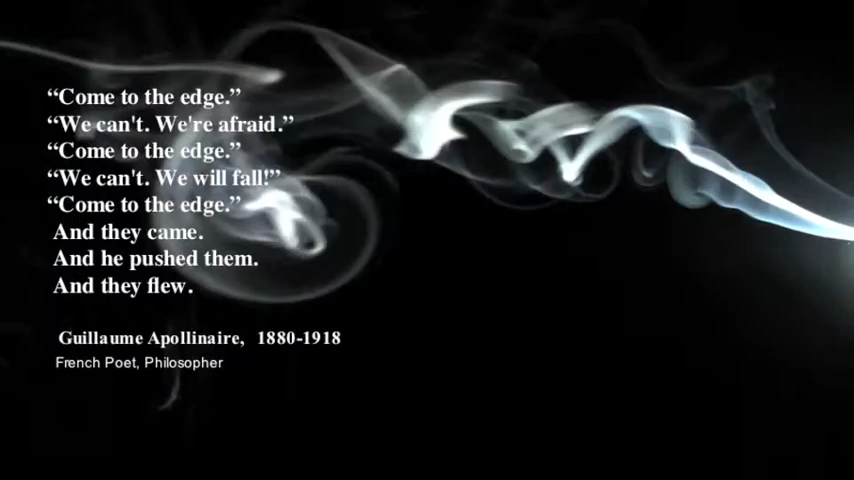 “Come to the edge.”
“We can't. We're afraid.”
“Come to the edge.”
“We can't. We will fall!”
“Come to the edge.”
And they came.
And he pushed them.
And they flew.
Guillaume Apollinaire, 1880-1918
French Poet, Philosopher